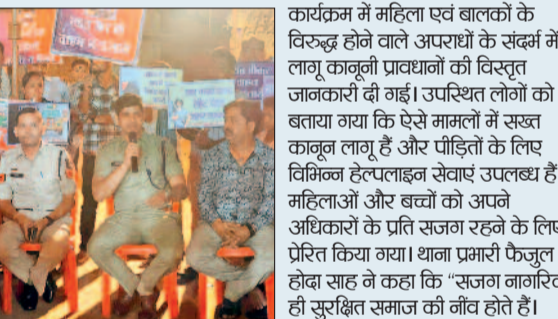 कार्यक्रम में महिला एवं बालकों के
विरुद्ध होने वाले अपराधों के संदर्भ में
लागू कानूनी प्रावधानों की विस्तृत
जानकारी दी गई। उपस्थित लोगों को
बताया गया कि ऐसे मामलों में सख्त
कानून लागू हैं और पीड़ितों के लिए
विभिन्न हेल्पलाइन सेवाएं उपलब्ध हैं
महिलाओं और बच्चों को अपने
अधिकारों के प्रति सजग रहने के लिए
प्रेरित किया गया। थाना प्रभारी फैजुल
होदा साह ने कहा कि “सजग नागरिक
ही सुरक्षित समाज की नींव होते हैं।